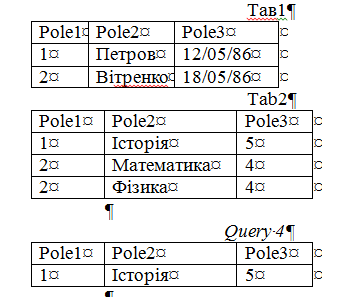 Тав1¶
Pole1¤ Pole2¤ Pole3¤ ¤
1¤ Петров¤ 12/05/86¤ ¤
2¤ Вітренко¤ 18/05/86¤ ¤
Tab2¶
Pole1¤ Pole2¤ Pole3¤ ¤
1¤ Історія¤ 5¤ ¤
2¤ Математика¤ 4¤ ¤
2¤ Фізика¤ 4¤ ¤
¶
Query·4¶
Pole1¤ Pole2¤ Pole3¤ ¤
1¤ Історія¤ 5¤ ¤
¶